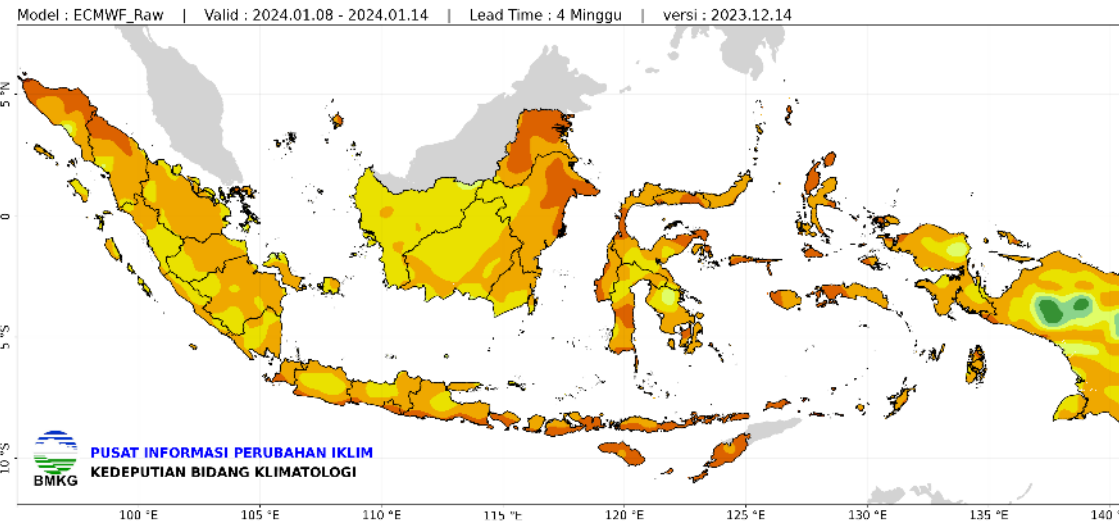 Model : ECMWF_Raw | Valid : 2024.01.08 - 2024.01.14 | Lead Time : 4 Minggu | versi : 2023.12.14
5 °N
0
5 °S
10 °S
PUSAT INFORMASI PERUBAHAN IKLIM
KEDEPUTIAN BIDANG KLIMATOLOGI
BMKG
100 °E 105 °E 110 °E 115 °E 120 °E 125 °E 130 °E 135 °E 140